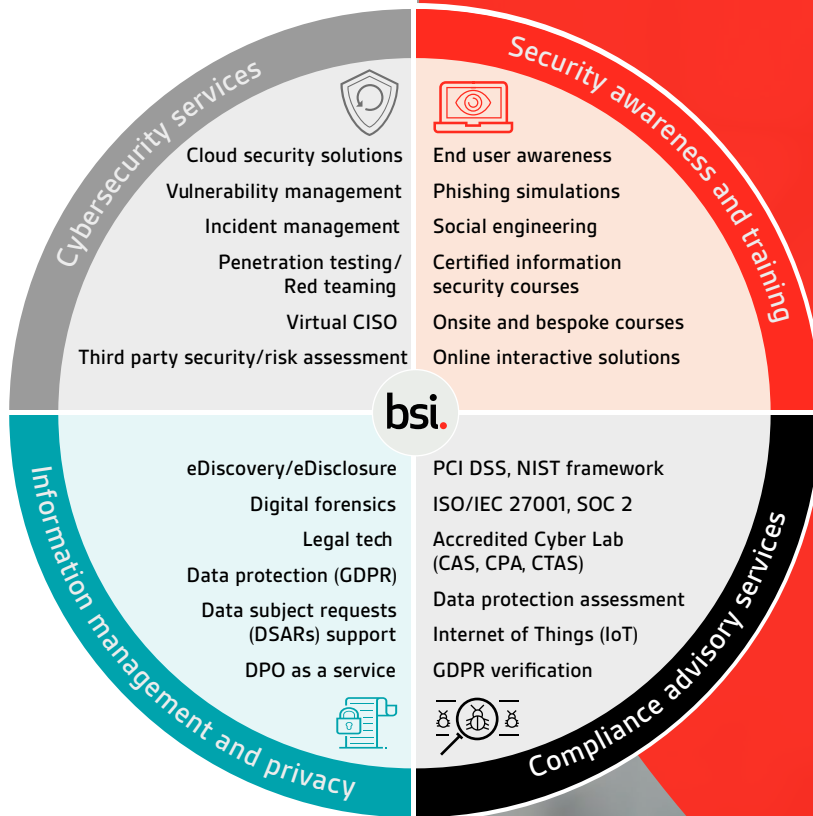 Cybersecurity services
Cloud security solutions
Vulnerability management
Incident management
Penetration testing/
Red teaming
Virtual CISO
Third party security/risk assessment
Security awareness and training
End user awareness
Phishing simulations
Social engineering
Certified information
security courses
Onsite and bespoke courses
Online interactive solutions
bsi.
Information management and privacy
eDiscovery/eDisclosure
Digital forensics
Legal tech
Data protection (GDPR)
Data subject requests
(DSARs) support
DPO as a service
Compliance advisory services
PCI DSS, NIST framework
ISO/IEC 27001, SOC 2
Accredited Cyber Lab
(CAS, CPA, CTAS)
Data protection assessment
Internet of Things (IoT)
GDPR verification